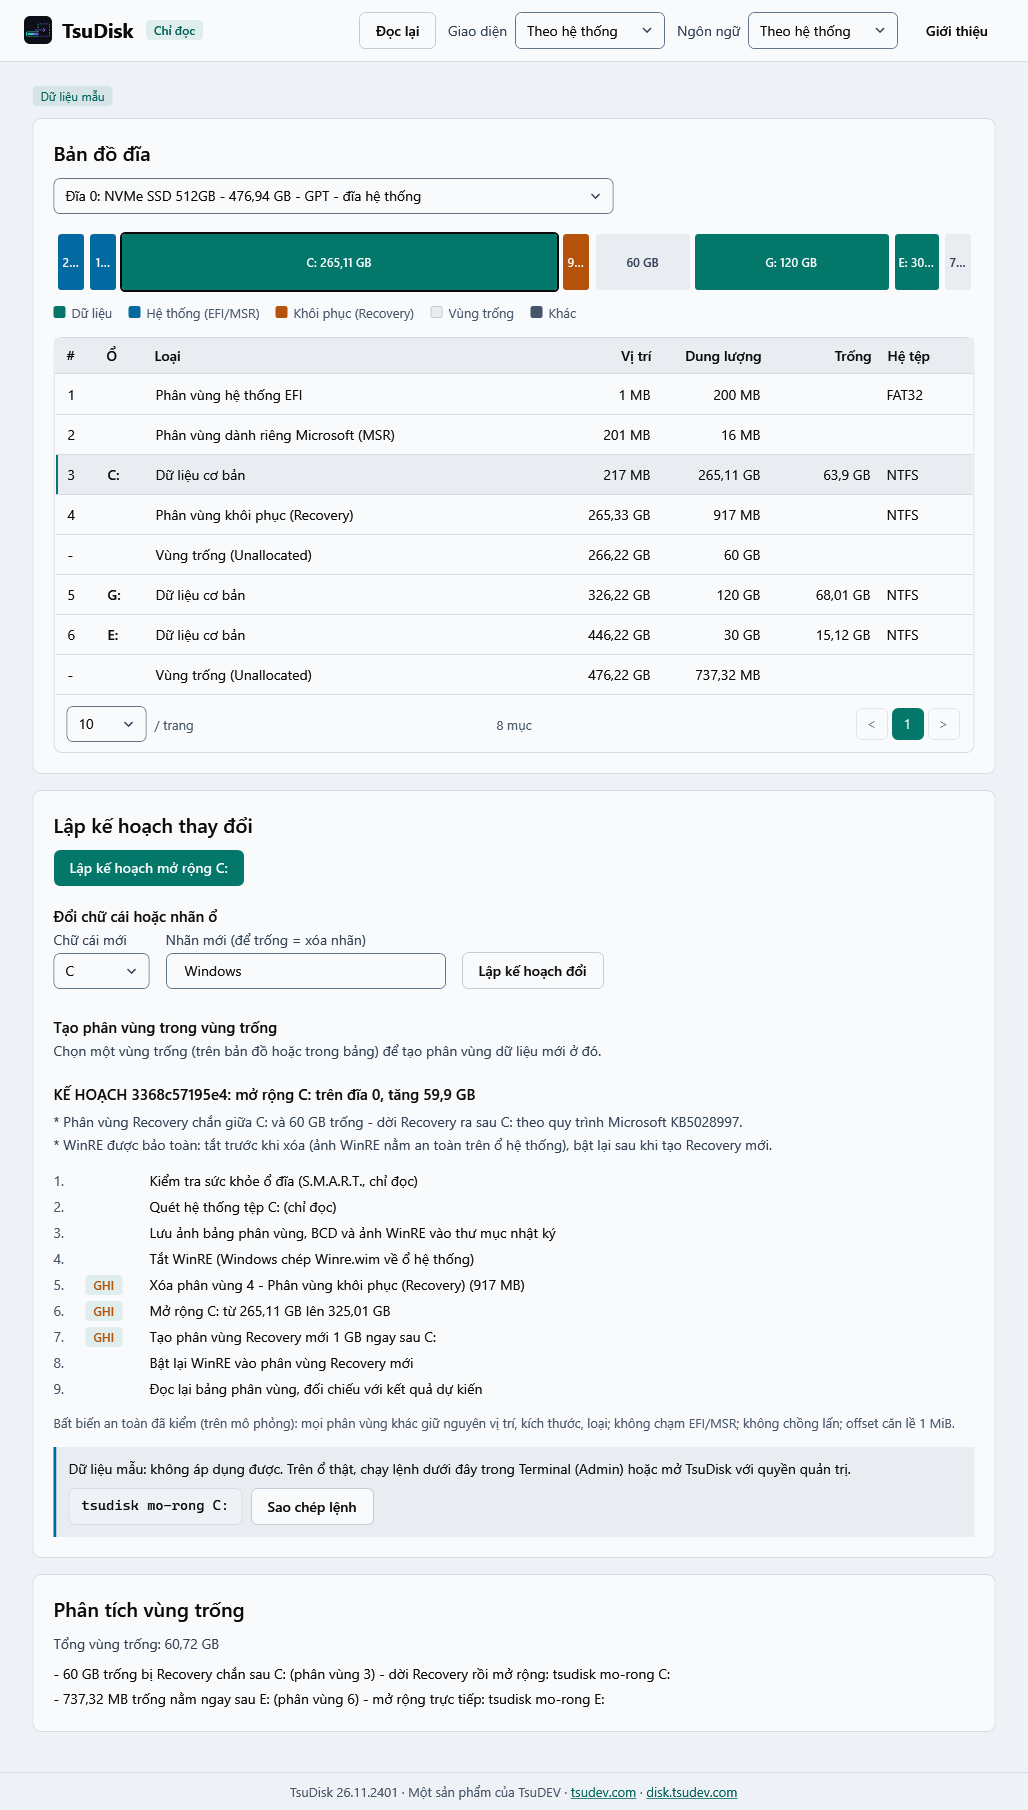 TsuDisk Chỉ đọc Đọc lại Giao diện Theo hệ thống Ngôn ngữ Theo hệ thống Giới thiệu
Dữ liệu mẫu
Bản đồ đĩa
Đĩa 0: NVMe SSD 512GB - 476,94 GB - GPT - đĩa hệ thống
2... 1... C: 265,11 GB 9... 60 GB G: 120 GB E: 30... 7...
Dữ liệu Hệ thống (EFI/MSR) Khôi phục (Recovery) Vùng trống Khác
# Ổ Loại Vị trí Dung lượng Trống Hệ tệp
1 Phân vùng hệ thống EFI 1 MB 200 MB FAT32
2 Phân vùng dành riêng Microsoft (MSR) 201 MB 16 MB
3 C: Dữ liệu cơ bản 217 MB 265,11 GB 63,9 GB NTFS
4 Phân vùng khôi phục (Recovery) 265,33 GB 917 MB NTFS
- Vùng trống (Unallocated) 266,22 GB 60 GB
5 G: Dữ liệu cơ bản 326,22 GB 120 GB 68,01 GB NTFS
6 E: Dữ liệu cơ bản 446,22 GB 30 GB 15,12 GB NTFS
- Vùng trống (Unallocated) 476,22 GB 737,32 MB
10 / trang 8 mục < 1 >
Lập kế hoạch thay đổi
Lập kế hoạch mở rộng C:
Đổi chữ cái hoặc nhãn ổ
Chữ cái mới Nhãn mới (để trống = xóa nhãn)
C Windows Lập kế hoạch đổi
Tạo phân vùng trong vùng trống
Chọn một vùng trống (trên bản đồ hoặc trong bảng) để tạo phân vùng dữ liệu mới ở đó.
KẾ HOẠCH 3368c57195e4: mở rộng C: trên đĩa 0, tăng 59,9 GB
* Phân vùng Recovery chắn giữa C: và 60 GB trống - dời Recovery ra sau C: theo quy trình Microsoft KB5028997.
* WinRE được bảo toàn: tắt trước khi xóa (ảnh WinRE nằm an toàn trên ổ hệ thống), bật lại sau khi tạo Recovery mới.
1. Kiểm tra sức khỏe ổ đĩa (S.M.A.R.T., chỉ đọc)
2. Quét hệ thống tệp C: (chỉ đọc)
3. Lưu ảnh bảng phân vùng, BCD và ảnh WinRE vào thư mục nhật ký
4. Tắt WinRE (Windows chép Winre.wim về ổ hệ thống)
5. GHI Xóa phân vùng 4 - Phân vùng khôi phục (Recovery) (917 MB)
6. GHI Mở rộng C: từ 265,11 GB lên 325,01 GB
7. GHI Tạo phân vùng Recovery mới 1 GB ngay sau C:
8. Bật lại WinRE vào phân vùng Recovery mới
9. Đọc lại bảng phân vùng, đối chiếu với kết quả dự kiến
Bất biến an toàn đã kiểm (trên mô phỏng): mọi phân vùng khác giữ nguyên vị trí, kích thước, loại; không chạm EFI/MSR; không chồng lấn; offset căn lề 1 MiB.
Dữ liệu mẫu: không áp dụng được. Trên ổ thật, chạy lệnh dưới đây trong Terminal (Admin) hoặc mở TsuDisk với quyền quản trị.
tsudisk mo-rong C: Sao chép lệnh
Phân tích vùng trống
Tổng vùng trống: 60,72 GB
- 60 GB trống bị Recovery chắn sau C: (phân vùng 3) - dời Recovery rồi mở rộng: tsudisk mo-rong C:
- 737,32 MB trống nằm ngay sau E: (phân vùng 6) - mở rộng trực tiếp: tsudisk mo-rong E:
TsuDisk 26.11.2401 · Một sản phẩm của TsuDEV · tsudev.com · disk.tsudev.com